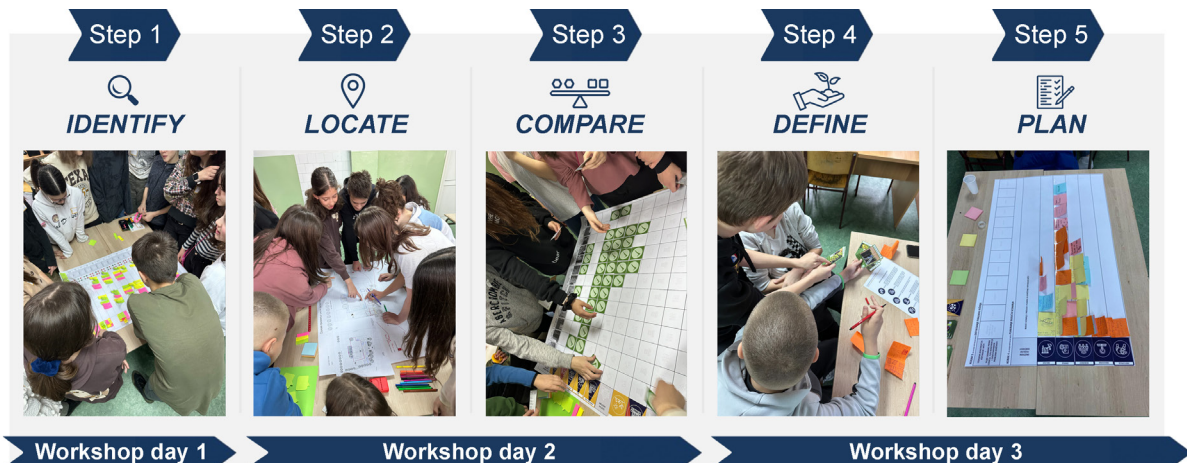 Step 1
Step 2
Step 3
Step 4
Step 5
IDENTIFY
LOCATE
COMPARE
DEFINE
PLAN
Workshop day 1
Workshop day 2
Workshop day 3